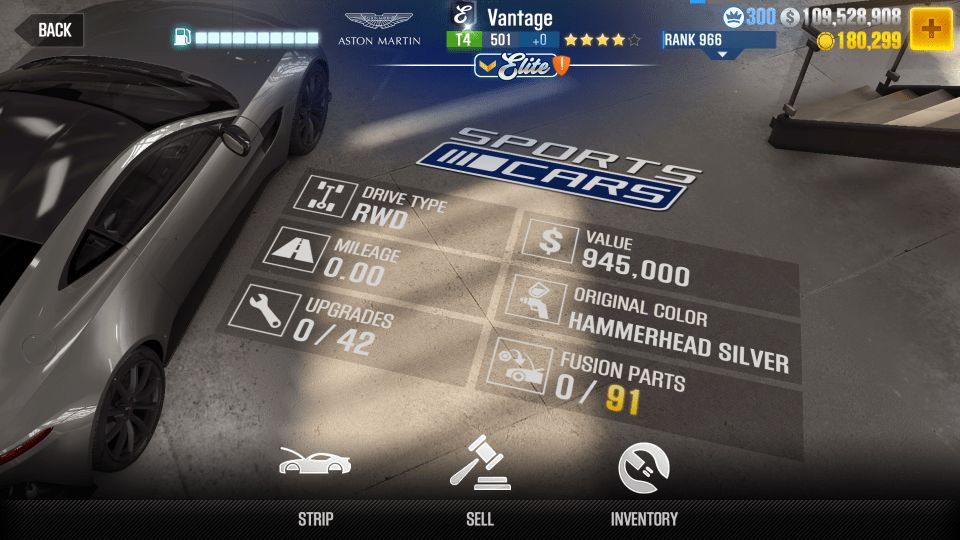 BACK
ASTON MARTIN
E Vantage
T4 501 +0
Elite !
RANK 966
300 $ 109,528,908
180,299
SPORTS
CARS
DRIVE TYPE
RWD
MILEAGE
0.00
UPGRADES
0 / 42
$ VALUE
945,000
ORIGINAL COLOR
HAMMERHEAD SILVER
FUSION PARTS
0 / 91
STRIP
SELL
INVENTORY